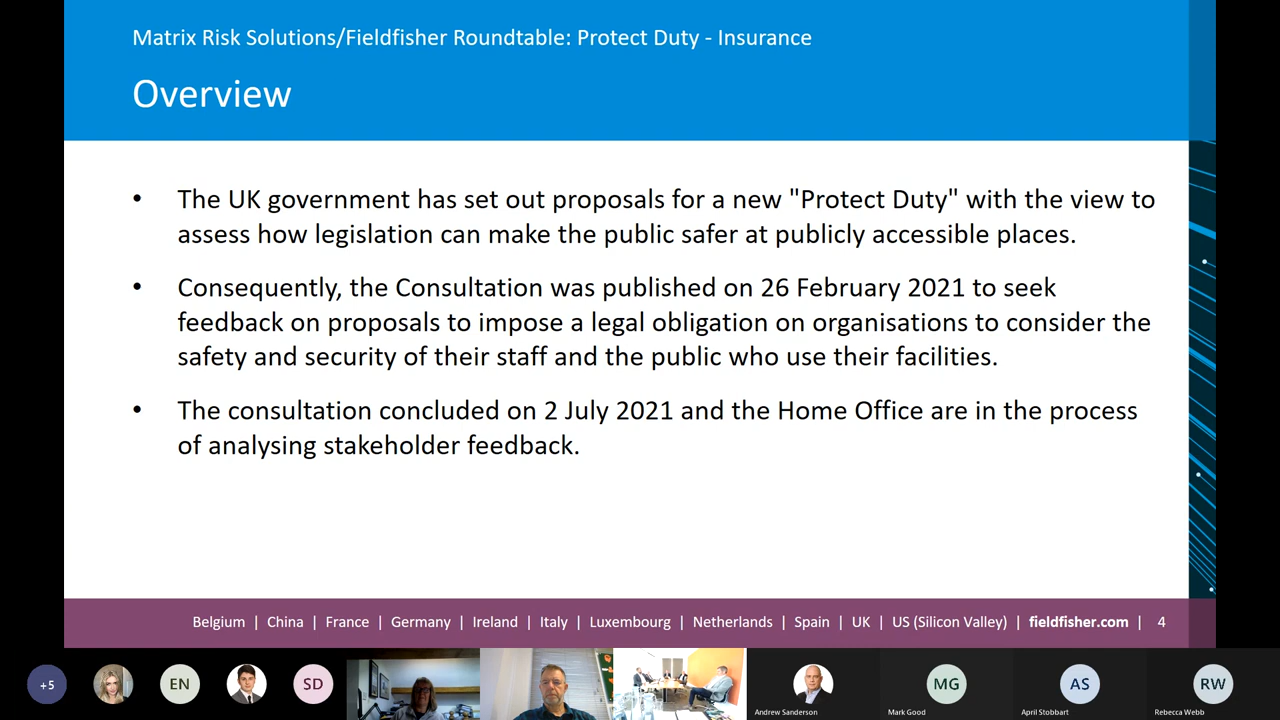 Matrix Risk Solutions/Fieldfisher Roundtable: Protect Duty - Insurance
Overview
• The UK government has set out proposals for a new "Protect Duty" with the view to
assess how legislation can make the public safer at publicly accessible places.
• Consequently, the Consultation was published on 26 February 2021 to seek
feedback on proposals to impose a legal obligation on organisations to consider the
safety and security of their staff and the public who use their facilities.
• The consultation concluded on 2 July 2021 and the Home Office are in the process
of analysing stakeholder feedback.
Belgium | China | France | Germany | Ireland | Italy | Luxembourg | Netherlands | Spain | UK | US (Silicon Valley) | fieldfisher.com | 4
+5 EN SD MG AS RW
Andrew Sanderson Mark Good April Stobbart Rebecca Webb